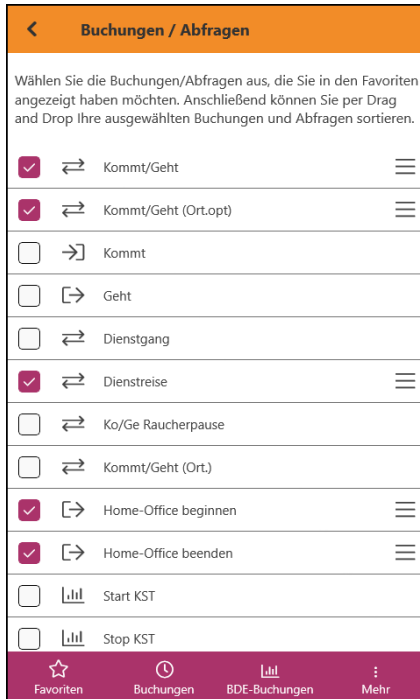 Buchungen / Abfragen
Wählen Sie die Buchungen/Abfragen aus, die Sie in den Favoriten
angezeigt haben möchten. Anschließend können Sie per Drag
and Drop Ihre ausgewählten Buchungen und Abfragen sortieren.
Kommt/Geht
Kommt/Geht (Ort.opt)
Kommt
Geht
Dienstgang
Dienstreise
Ko/Ge Raucherpause
Kommt/Geht (Ort.)
Home-Office beginnen
Home-Office beenden
Start KST
Stop KST
Favoriten Buchungen BDE-Buchungen Mehr